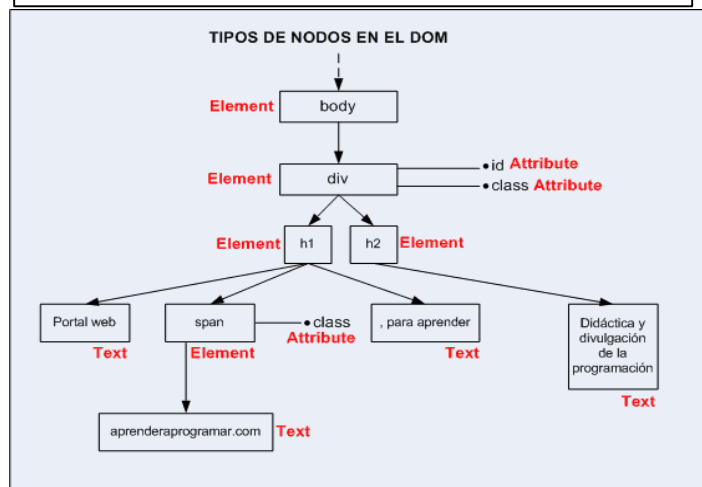 TIPOS DE NODOS EN EL DOM
Element
body
Element
div
• id Attribute
• class Attribute
Element
h1
h2
Element
Portal web
Text
span
Element
• class
Attribute
, para aprender
Text
Didáctica y
divulgación
de la
programación
Text
aprenderaprogramar.com
Text